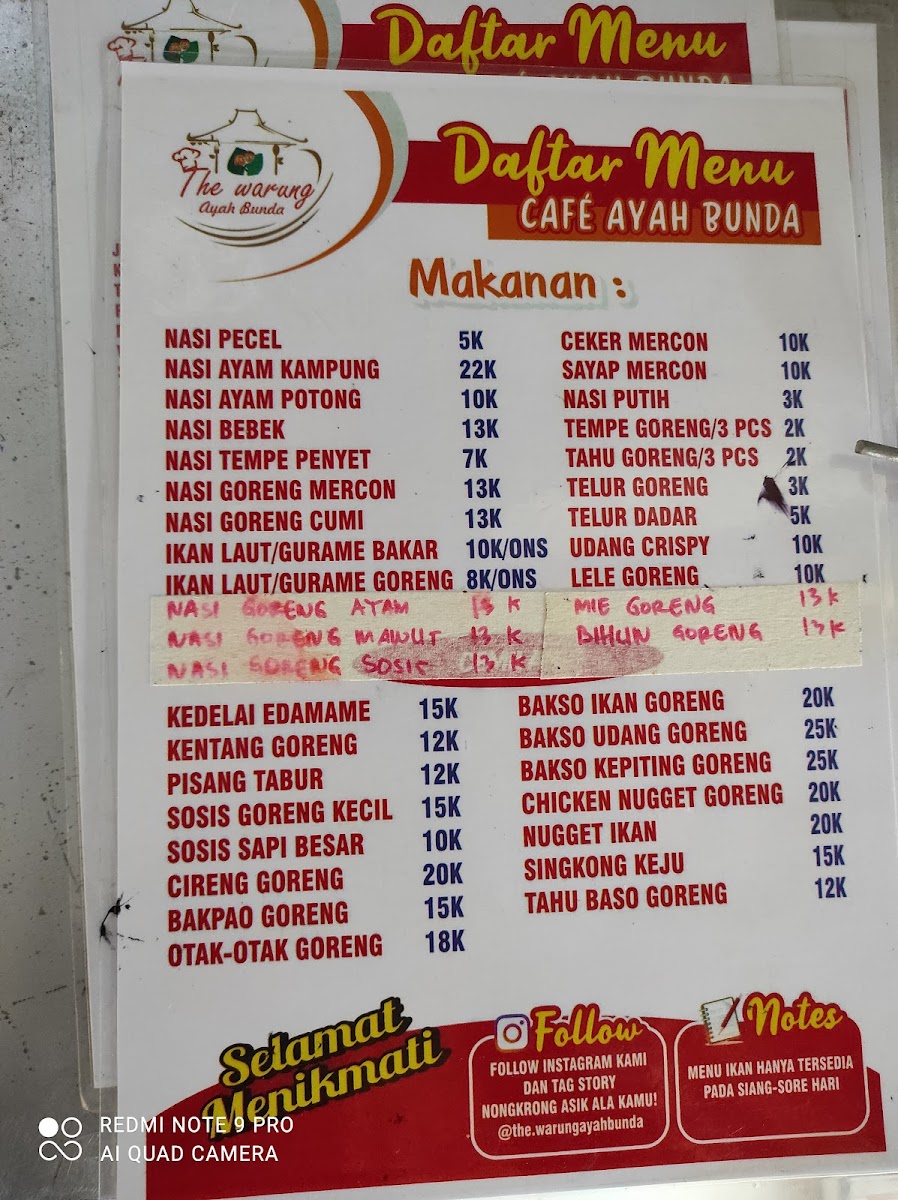 Daftar Menu
The warung
Ayah Bunda
Daftar Menu
CAFÉ AYAH BUNDA
Makanan :
NASI PECEL 5K
NASI AYAM KAMPUNG 22K
NASI AYAM POTONG 10K
NASI BEBEK 13K
NASI TEMPE PENYET 7K
NASI GORENG MERCON 13K
NASI GORENG CUMI 13K
IKAN LAUT/GURAME BAKAR 10K/ONS
IKAN LAUT/GURAME GORENG 8K/ONS
NASI GORENG AYAM 13 K
NASI GORENG MAWUT 13 K
NASI GORENG SOSIS 13 K
CEKER MERCON 10K
SAYAP MERCON 10K
NASI PUTIH 3K
TEMPE GORENG/3 PCS 2K
TAHU GORENG/3 PCS 2K
TELUR GORENG 3K
TELUR DADAR 5K
UDANG CRISPY 10K
LELE GORENG 10K
MIE GORENG 13K
BIHUN GORENG 13K
KEDELAI EDAMAME 15K
KENTANG GORENG 12K
PISANG TABUR 12K
SOSIS GORENG KECIL 15K
SOSIS SAPI BESAR 10K
CIRENG GORENG 20K
BAKPAO GORENG 15K
OTAK-OTAK GORENG 18K
BAKSO IKAN GORENG 20K
BAKSO UDANG GORENG 25K
BAKSO KEPITING GORENG 25K
CHICKEN NUGGET GORENG 20K
NUGGET IKAN 20K
SINGKONG KEJU 15K
TAHU BASO GORENG 12K
Selamat
Menikmati
Follow
FOLLOW INSTAGRAM KAMI
DAN TAG STORY
NONGKRONG ASIK ALA KAMU!
@the.warungayahbunda
Notes
MENU IKAN HANYA TERSEDIA
PADA SIANG-SORE HARI
REDMI NOTE 9 PRO
AI QUAD CAMERA